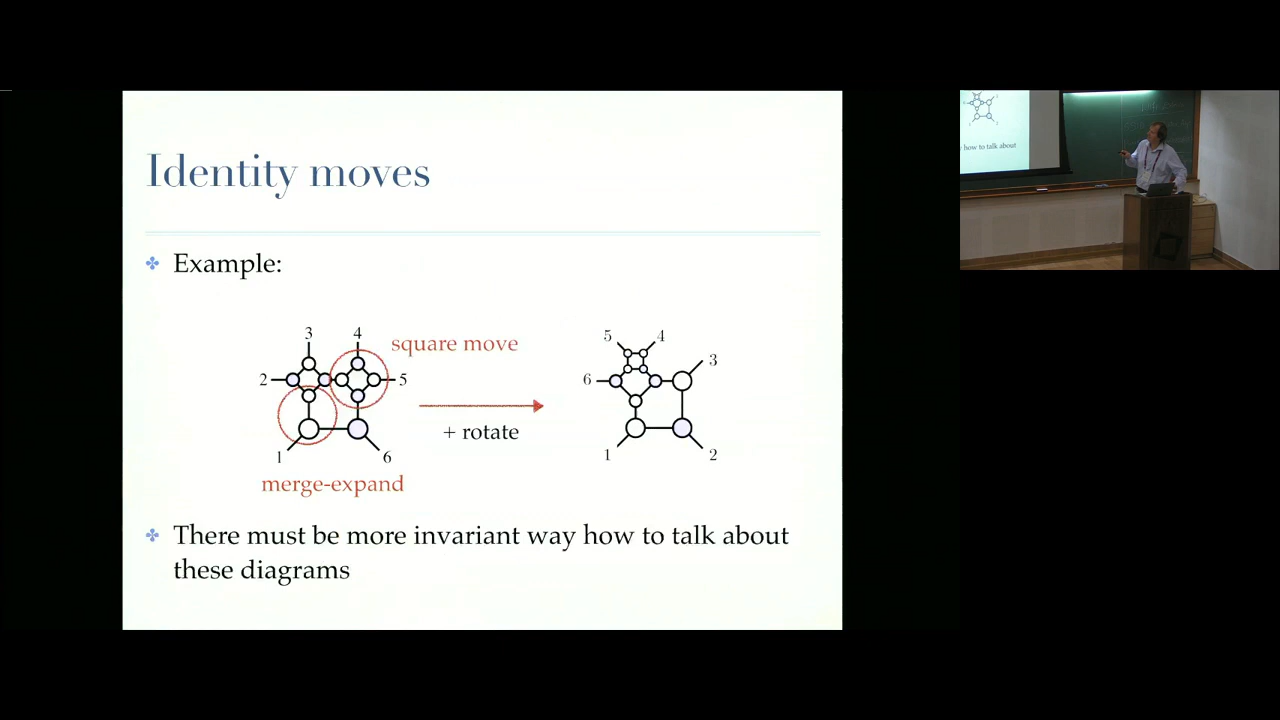 Identity moves
Example:
3 4
square move
2 5
+ rotate
1 6
merge-expand
5 4
3
6
1 2
There must be more invariant way how to talk about
these diagrams
how to talk about